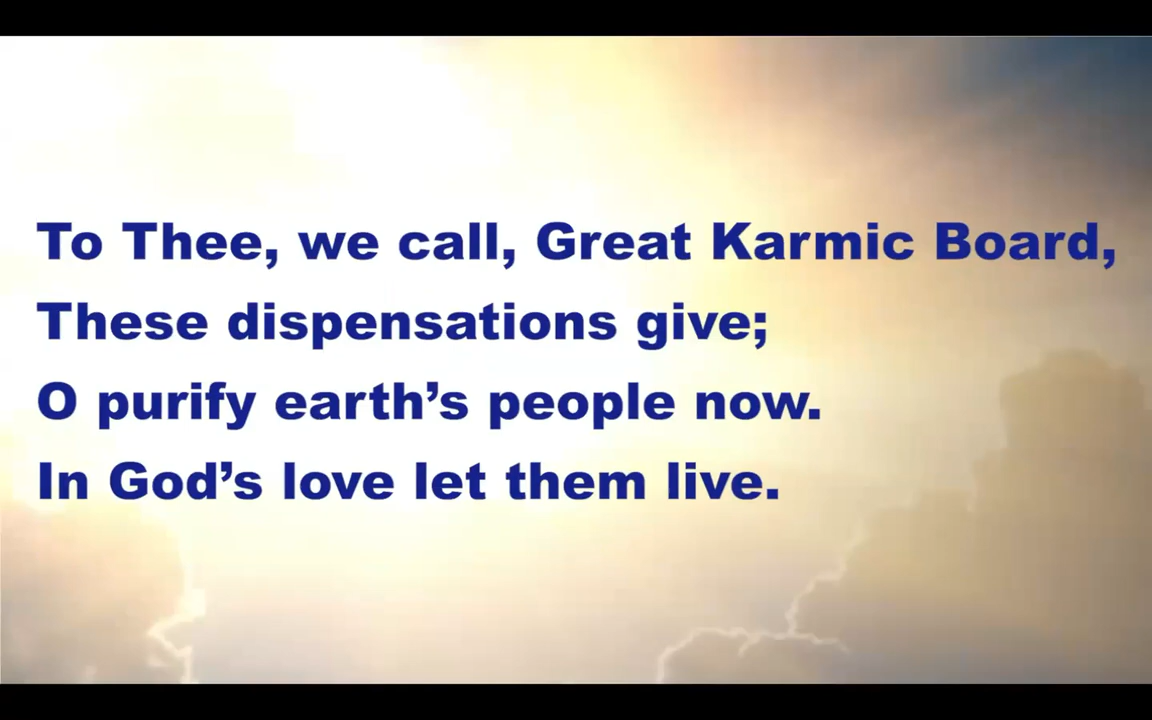 To Thee, we call, Great Karmic Board,
These dispensations give;
O purify earth’s people now.
In God’s love let them live.